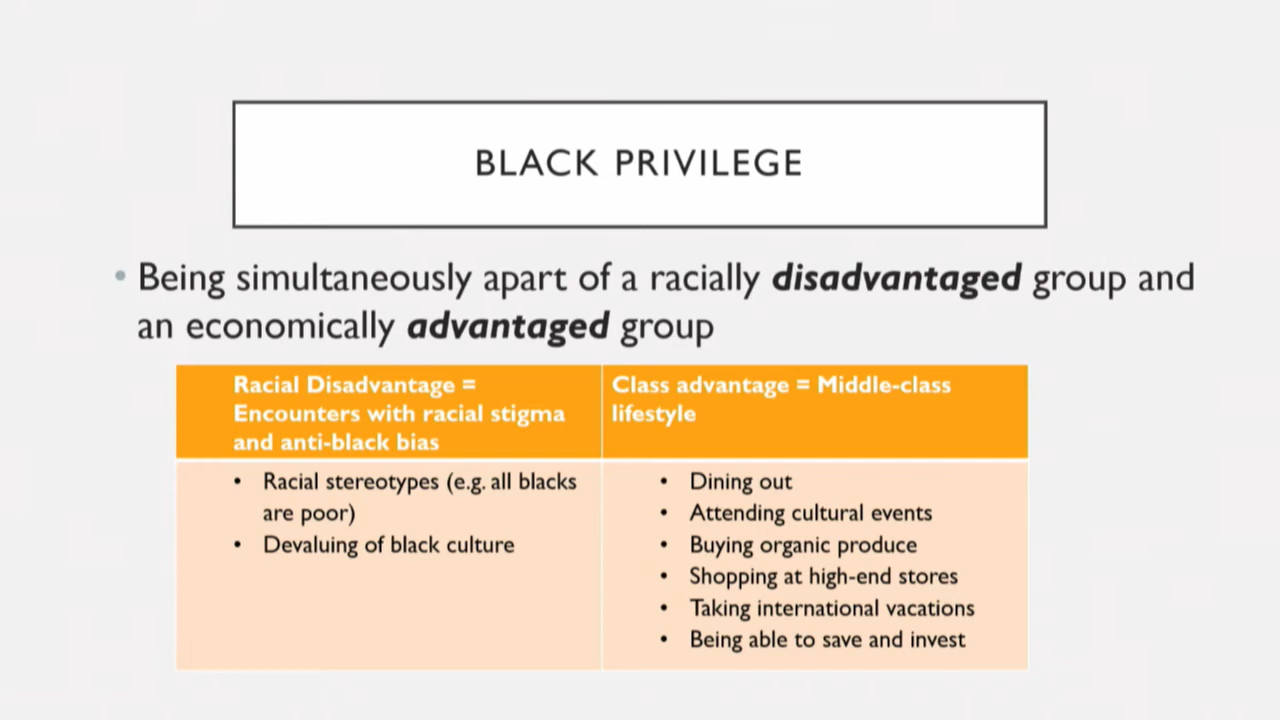 BLACK PRIVILEGE
• Being simultaneously apart of a racially disadvantaged group and
an economically advantaged group
Racial Disadvantage =
Encounters with racial stigma
and anti-black bias
Class advantage = Middle-class
lifestyle
• Racial stereotypes (e.g. all blacks
are poor)
• Devaluing of black culture
• Dining out
• Attending cultural events
• Buying organic produce
• Shopping at high-end stores
• Taking international vacations
• Being able to save and invest